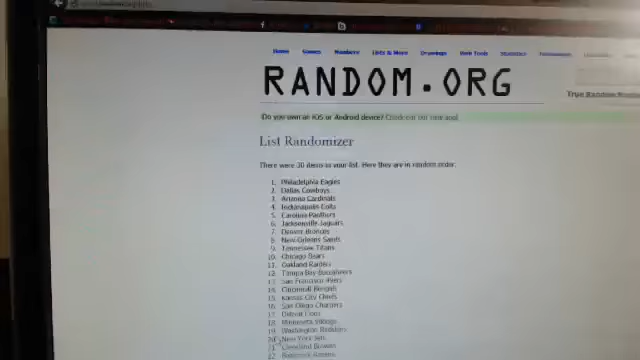 Home Games Numbers Lists & More Drawings Web Tools Statistics
RANDOM.ORG
True Random
Do you own an iOS or Android device? Check out our new app!
List Randomizer
There were 30 items in your list. Here they are in random order:
1. Philadelphia Eagles
2. Dallas Cowboys
3. Arizona Cardinals
4. Indianapolis Colts
5. Carolina Panthers
6. Jacksonville Jaguars
7. Denver Broncos
8. New Orleans Saints
9. Tennessee Titans
10. Chicago Bears
11. Oakland Raiders
12. Tampa Bay Buccaneers
13. San Francisco 49ers
14. Cincinnati Bengals
15. Kansas City Chiefs
16. San Diego Chargers
17. Detroit Lions
18. Minnesota Vikings
19. Washington Redskins
20. New York Jets
21. Cleveland Browns
22. Baltimore Ravens